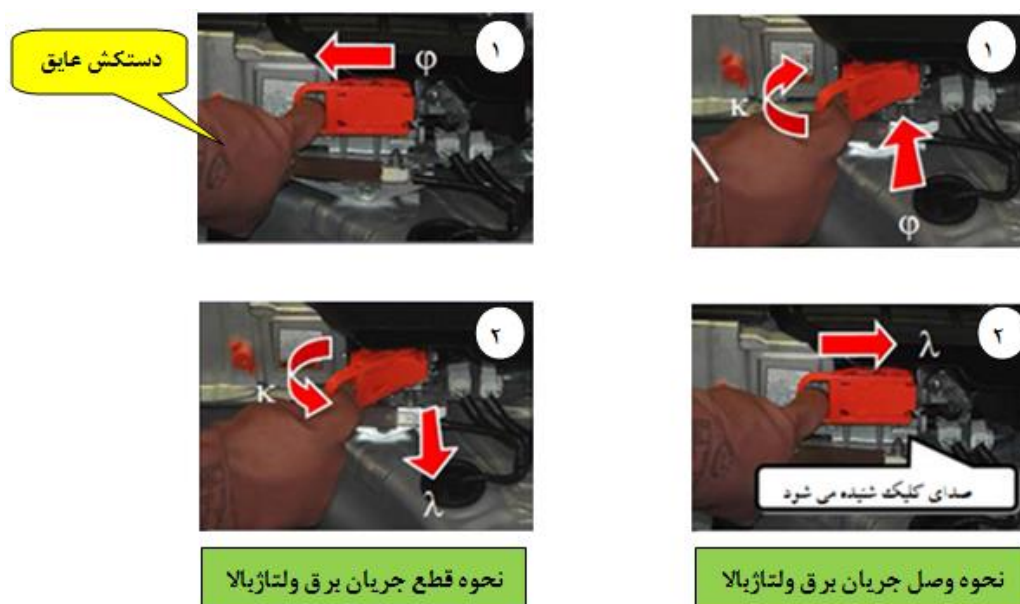 دستکش عایق
۱
φ
۱
κ
φ
۲
κ
λ
۲
λ
صدای کلیک شنیده می شود
نحوه قطع جریان برق ولتاژبالا
نحوه وصل جریان برق ولتاژبالا